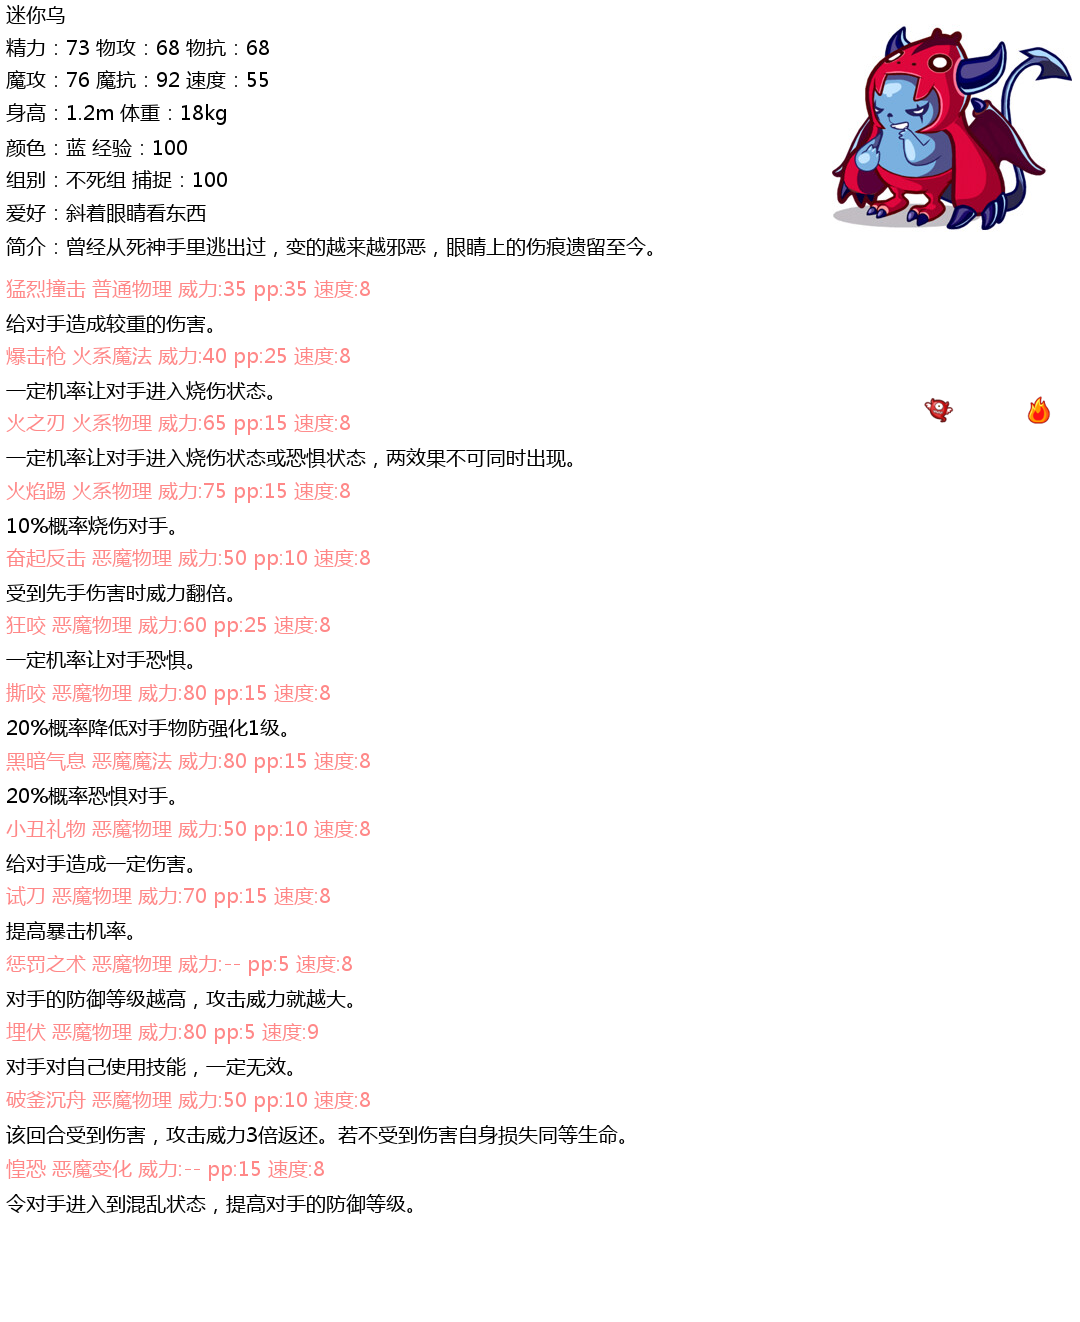 迷你乌
精力：73 物攻：68 物抗：68
魔攻：76 魔抗：92 速度：55
身高：1.2m 体重：18kg
颜色：蓝 经验：100
组别：不死组 捕捉：100
爱好：斜着眼睛看东西
简介：曾经从死神手里逃出过，变的越来越邪恶，眼睛上的伤痕遗留至今。
猛烈撞击 普通物理 威力:35 pp:35 速度:8
给对手造成较重的伤害。
爆击枪 火系魔法 威力:40 pp:25 速度:8
一定机率让对手进入烧伤状态。
火之刃 火系物理 威力:65 pp:15 速度:8
一定机率让对手进入烧伤状态或恐惧状态，两效果不可同时出现。
火焰踢 火系物理 威力:75 pp:15 速度:8
10%概率烧伤对手。
奋起反击 恶魔物理 威力:50 pp:10 速度:8
受到先手伤害时威力翻倍。
狂咬 恶魔物理 威力:60 pp:25 速度:8
一定机率让对手恐惧。
撕咬 恶魔物理 威力:80 pp:15 速度:8
20%概率降低对手物防强化1级。
黑暗气息 恶魔魔法 威力:80 pp:15 速度:8
20%概率恐惧对手。
小丑礼物 恶魔物理 威力:50 pp:10 速度:8
给对手造成一定伤害。
试刀 恶魔物理 威力:70 pp:15 速度:8
提高暴击机率。
惩罚之术 恶魔物理 威力:-- pp:5 速度:8
对手的防御等级越高，攻击威力就越大。
埋伏 恶魔物理 威力:80 pp:5 速度:9
对手对自己使用技能，一定无效。
破釜沉舟 恶魔物理 威力:50 pp:10 速度:8
该回合受到伤害，攻击威力3倍返还。若不受到伤害自身损失同等生命。
惶恐 恶魔变化 威力:-- pp:15 速度:8
令对手进入到混乱状态，提高对手的防御等级。